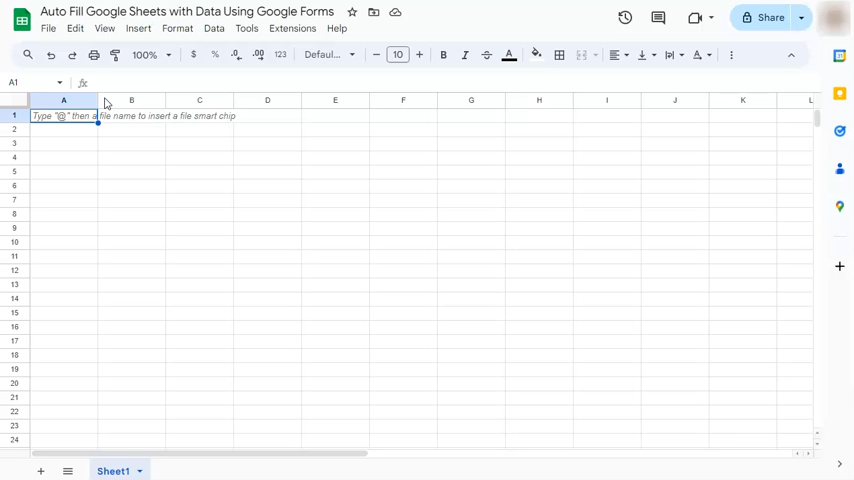 Auto Fill Google Sheets with Data Using Google Forms
File Edit View Insert Format Data Tools Extensions Help
Share
100% $ % .0 .00 123 Defaul... − 10 + B I S A A
A1 fx
A B C D E F G H I J K L
1 Type "@" then a file name to insert a file smart chip
2
3
4
5
6
7
8
9
10
11
12
13
14
15
16
17
18
19
20
21
22
23
24
+ Sheet1